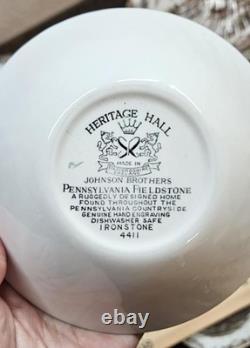 HERITAGE HALL
MADE IN
ENGLAND
JOHNSON BROTHERS
PENNSYLVANIA FIELDSTONE
A RUGGEDLY DESIGNED HOME
FOUND THROUGHOUT THE
PENNSYLVANIA COUNTRYSIDE
GENUINE HAND ENGRAVING
DISHWASHER SAFE
IRONSTONE
4411